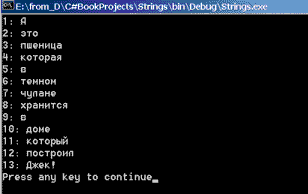 E:\from_D\C#BookProjects\Strings\bin\Debug\Strings.exe
1: А
2: это
3: пшеница
4: которая
5: в
6: темном
7: чулане
8: хранится
9: в
10: доме
11: который
12: построил
13: Джек!
Press any key to continue_